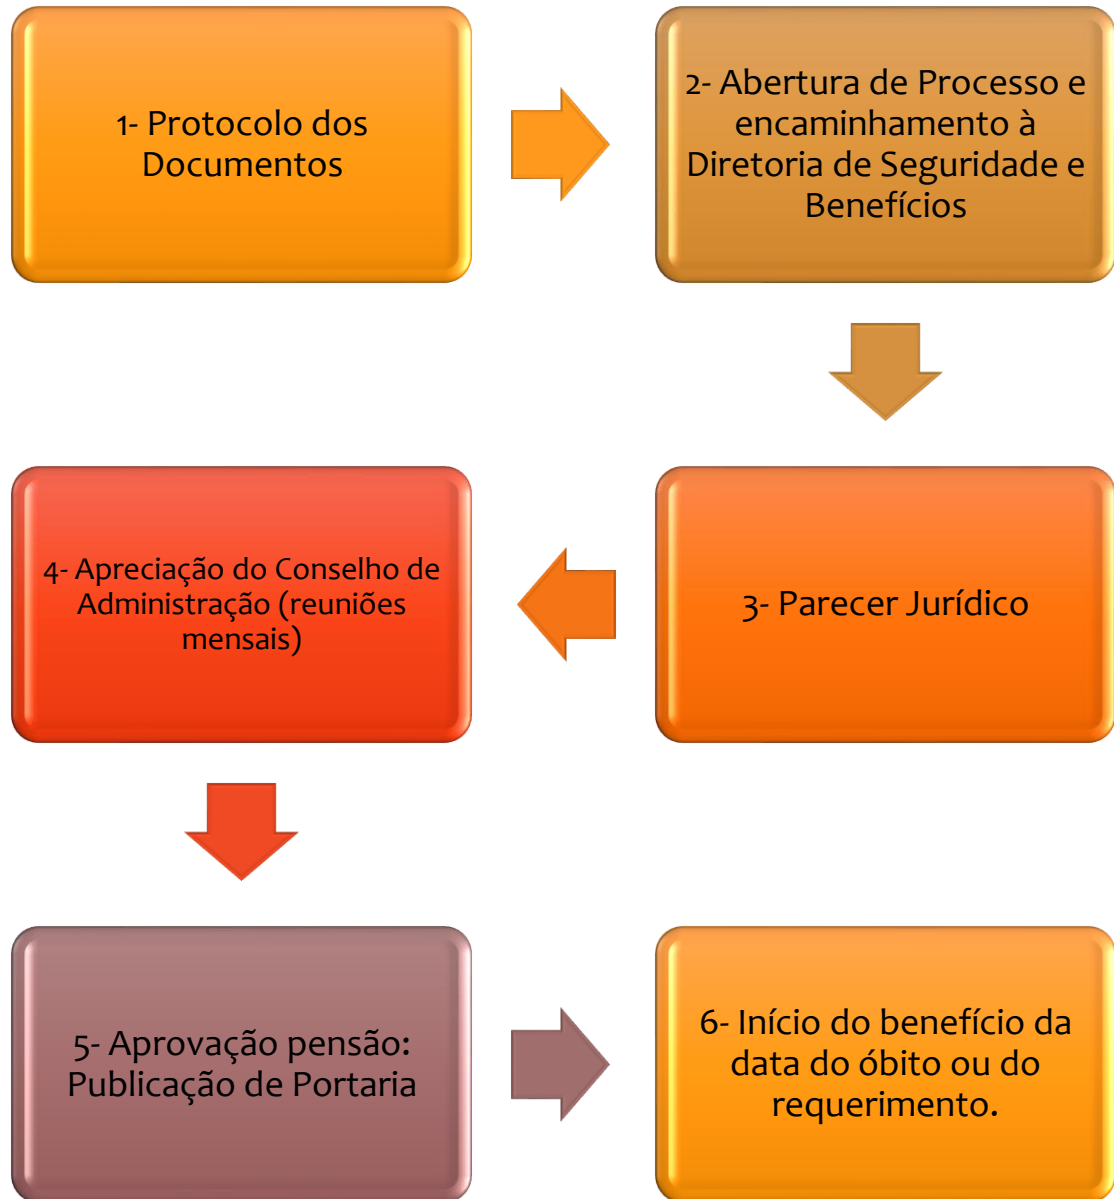 1- Protocolo dos
Documentos
2- Abertura de Processo e
encaminhamento à
Diretoria de Seguridade e
Benefícios
3- Parecer Jurídico
4- Apreciação do Conselho de
Administração (reuniões
mensais)
5- Aprovação pensão:
Publicação de Portaria
6- Início do benefício da
data do óbito ou do
requerimento.